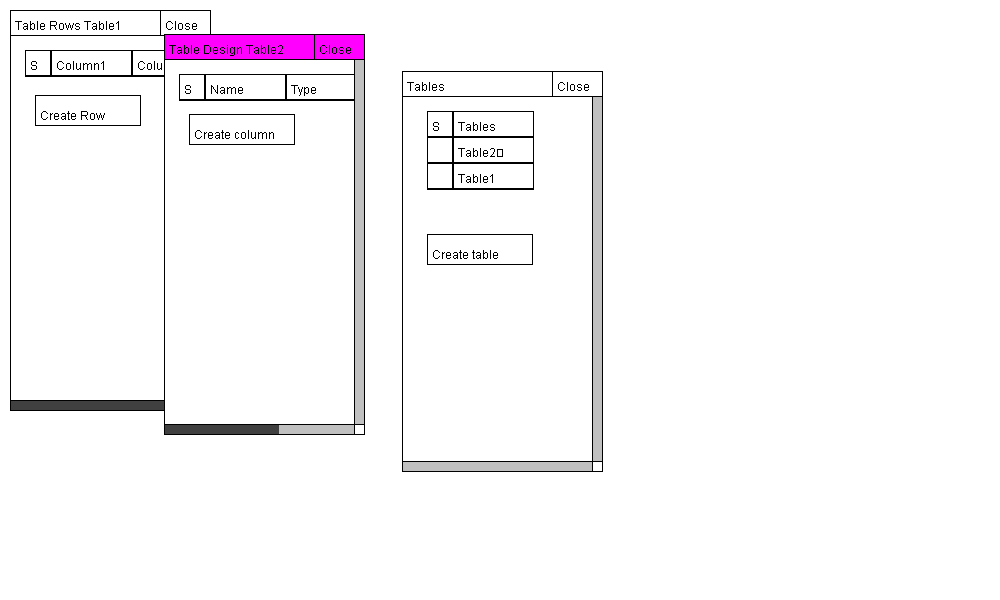 Table Rows Table1 Close
S Column1 Colu
Create Row
Table Design Table2 Close
S Name Type
Create column
Tables Close
S Tables
Table2▯
Table1
Create table